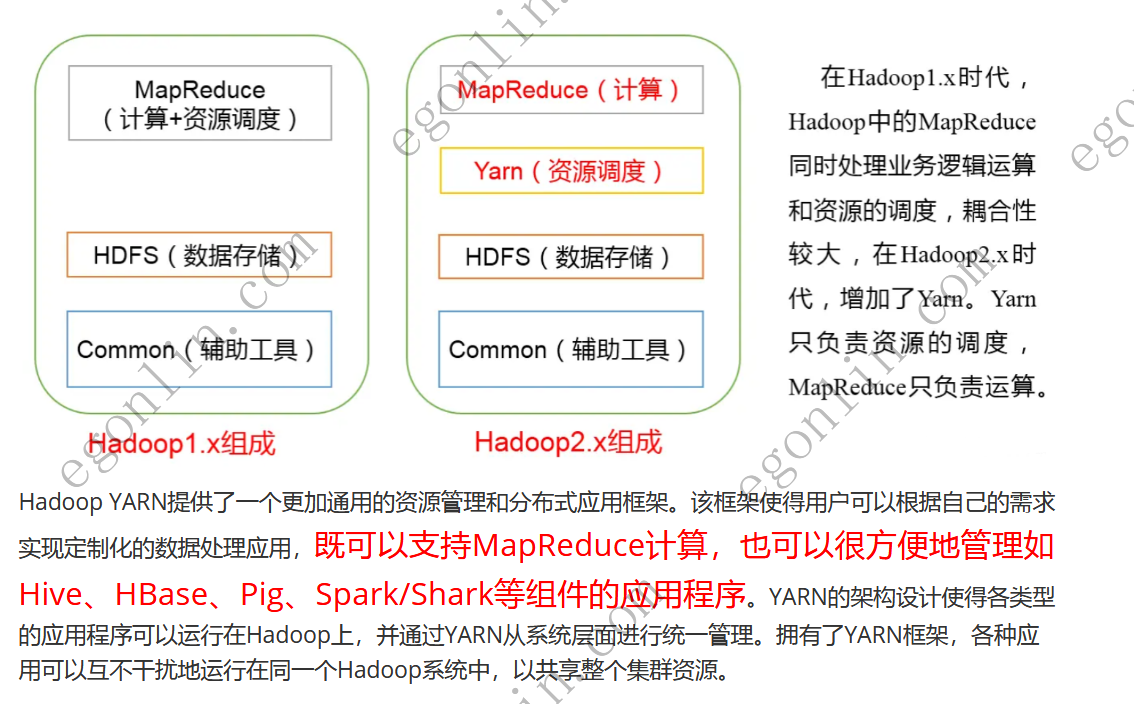 MapReduce
（计算+资源调度）
HDFS（数据存储）
Common（辅助工具）
Hadoop1.x组成
MapReduce（计算）
Yarn（资源调度）
HDFS（数据存储）
Common（辅助工具）
Hadoop2.x组成
在Hadoop1.x时代，
Hadoop中的MapReduce
同时处理业务逻辑运算
和资源的调度，耦合性
较大，在Hadoop2.x时
代，增加了Yarn。Yarn
只负责资源的调度，
MapReduce只负责运算。
Hadoop YARN提供了一个更加通用的资源管理和分布式应用框架。该框架使得用户可以根据自己的需求
实现定制化的数据处理应用，既可以支持MapReduce计算，也可以很方便地管理如
Hive、HBase、Pig、Spark/Shark等组件的应用程序。YARN的架构设计使得各类型
的应用程序可以运行在Hadoop上，并通过YARN从系统层面进行统一管理。拥有了YARN框架，各种应
用可以互不干扰地运行在同一个Hadoop系统中，以共享整个集群资源。
egonlin.com
egonlin.com
egonlin.com
egonlin.com
ego